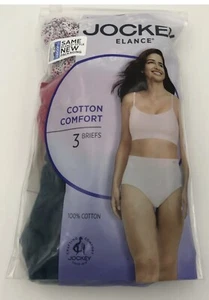 JOCKEY
ELANCE®
SAME
NEW
COTTON
COMFORT
3 BRIEFS
100% COTTON
JOCKEY